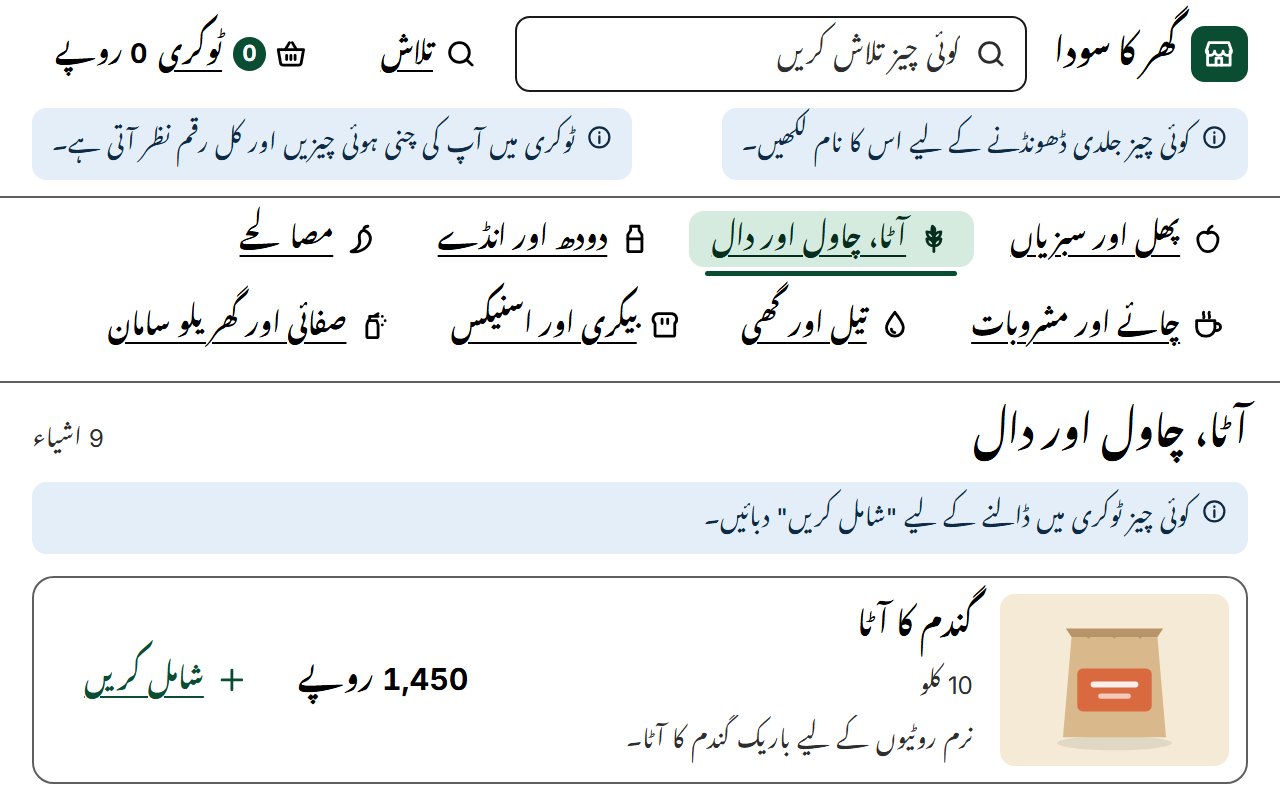 گھر کا سودا
کوئی چیز تلاش کریں
تلاش
0 ٹوکری 0 روپے
کوئی چیز جلدی ڈھونڈنے کے لیے اس کا نام لکھیں۔
ٹوکری میں آپ کی چنی ہوئی چیزیں اور کل رقم نظر آتی ہے۔
پھل اور سبزیاں
آٹا، چاول اور دال
دودھ اور انڈے
مصالحے
چائے اور مشروبات
تیل اور گھی
بیکری اور اسنیکس
صفائی اور گھریلو سامان
آٹا، چاول اور دال
9 اشیاء
کوئی چیز ٹوکری میں ڈالنے کے لیے "شامل کریں" دبائیں۔
گندم کا آٹا
10 کلو
نرم روٹیوں کے لیے باریک گندم کا آٹا۔
1,450 روپے
شامل کریں